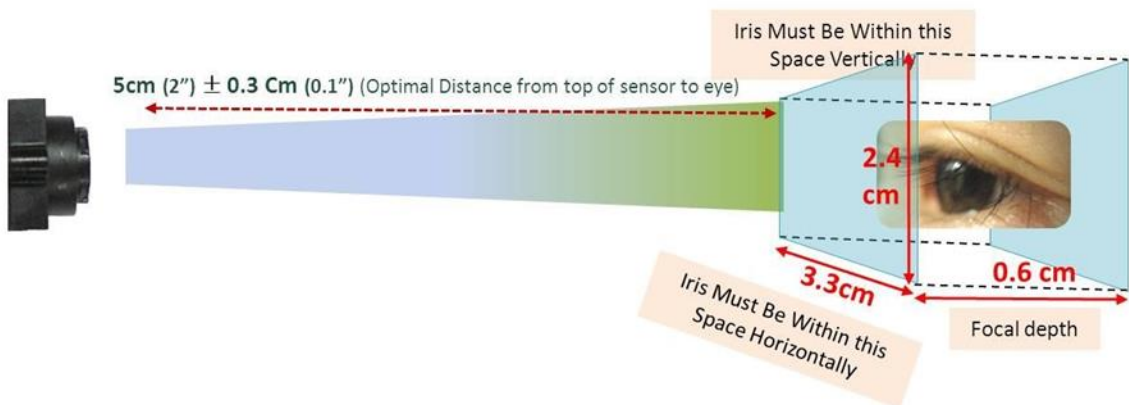 Iris Must Be Within this
Space Vertically
5cm (2”) ± 0.3 Cm (0.1”) (Optimal Distance from top of sensor to eye)
2.4
cm
3.3cm
0.6 cm
Iris Must Be Within this
Space Horizontally
Focal depth